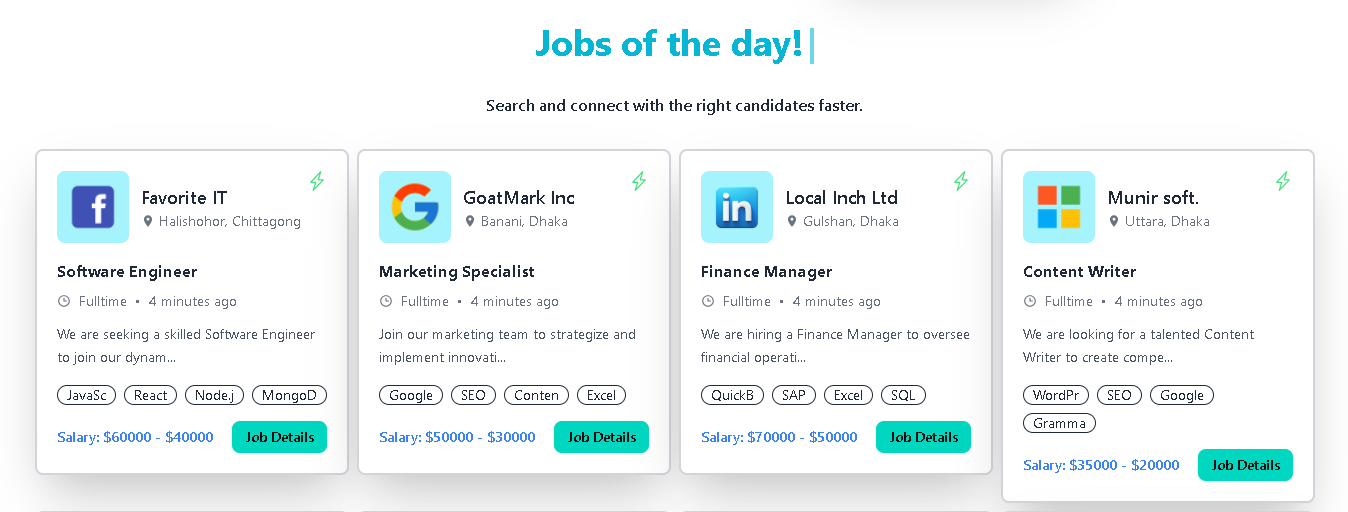 Jobs of the day!
Search and connect with the right candidates faster.
Favorite IT
Halishohor, Chittagong
Software Engineer
Fulltime • 4 minutes ago
We are seeking a skilled Software Engineer
to join our dynam...
JavaSc React Node.j MongoD
Salary: $60000 - $40000 Job Details
GoatMark Inc
Banani, Dhaka
Marketing Specialist
Fulltime • 4 minutes ago
Join our marketing team to strategize and
implement innovati...
Google SEO Conten Excel
Salary: $50000 - $30000 Job Details
Local Inch Ltd
Gulshan, Dhaka
Finance Manager
Fulltime • 4 minutes ago
We are hiring a Finance Manager to oversee
financial operati...
QuickB SAP Excel SQL
Salary: $70000 - $50000 Job Details
Munir soft.
Uttara, Dhaka
Content Writer
Fulltime • 4 minutes ago
We are looking for a talented Content
Writer to create compe...
WordPr SEO Google
Gramma
Salary: $35000 - $20000 Job Details